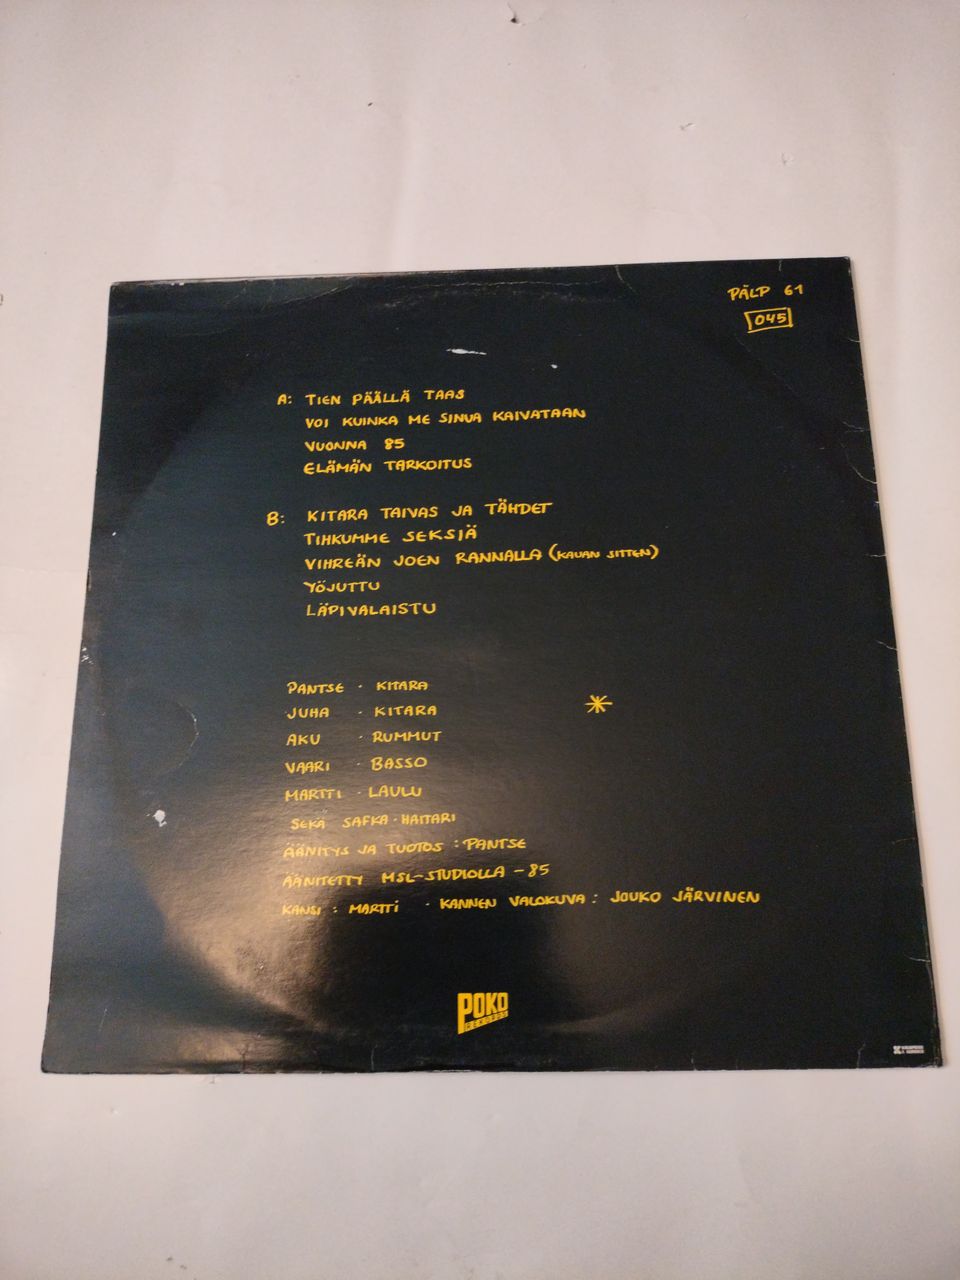 PÄLP 61
045
A: TIEN PÄÄLLÄ TAAS
VOI KUINKA ME SINUA KAIVATAAN
VUONNA 85
ELÄMÄN TARKOITUS
B: KITARA TAIVAS JA TÄHDET
TIHKUMME SEKSIÄ
VIHREÄN JOEN RANNALLA (KAUAN SITTEN)
YÖJUTTU
LÄPIVALAISTU
PANTSE · KITARA
JUHA · KITARA
AKU · RUMMUT
VAARI · BASSO
MARTTI · LAULU
SEKÄ SAFKA · HAITARI
ÄÄNITYS JA TUOTOS : PANTSE
ÄÄNITETTY MSL-STUDIOLLA -85
KANSI : MARTTI · KANNEN VALOKUVA : JOUKO JÄRVINEN
POKO
REKORDS